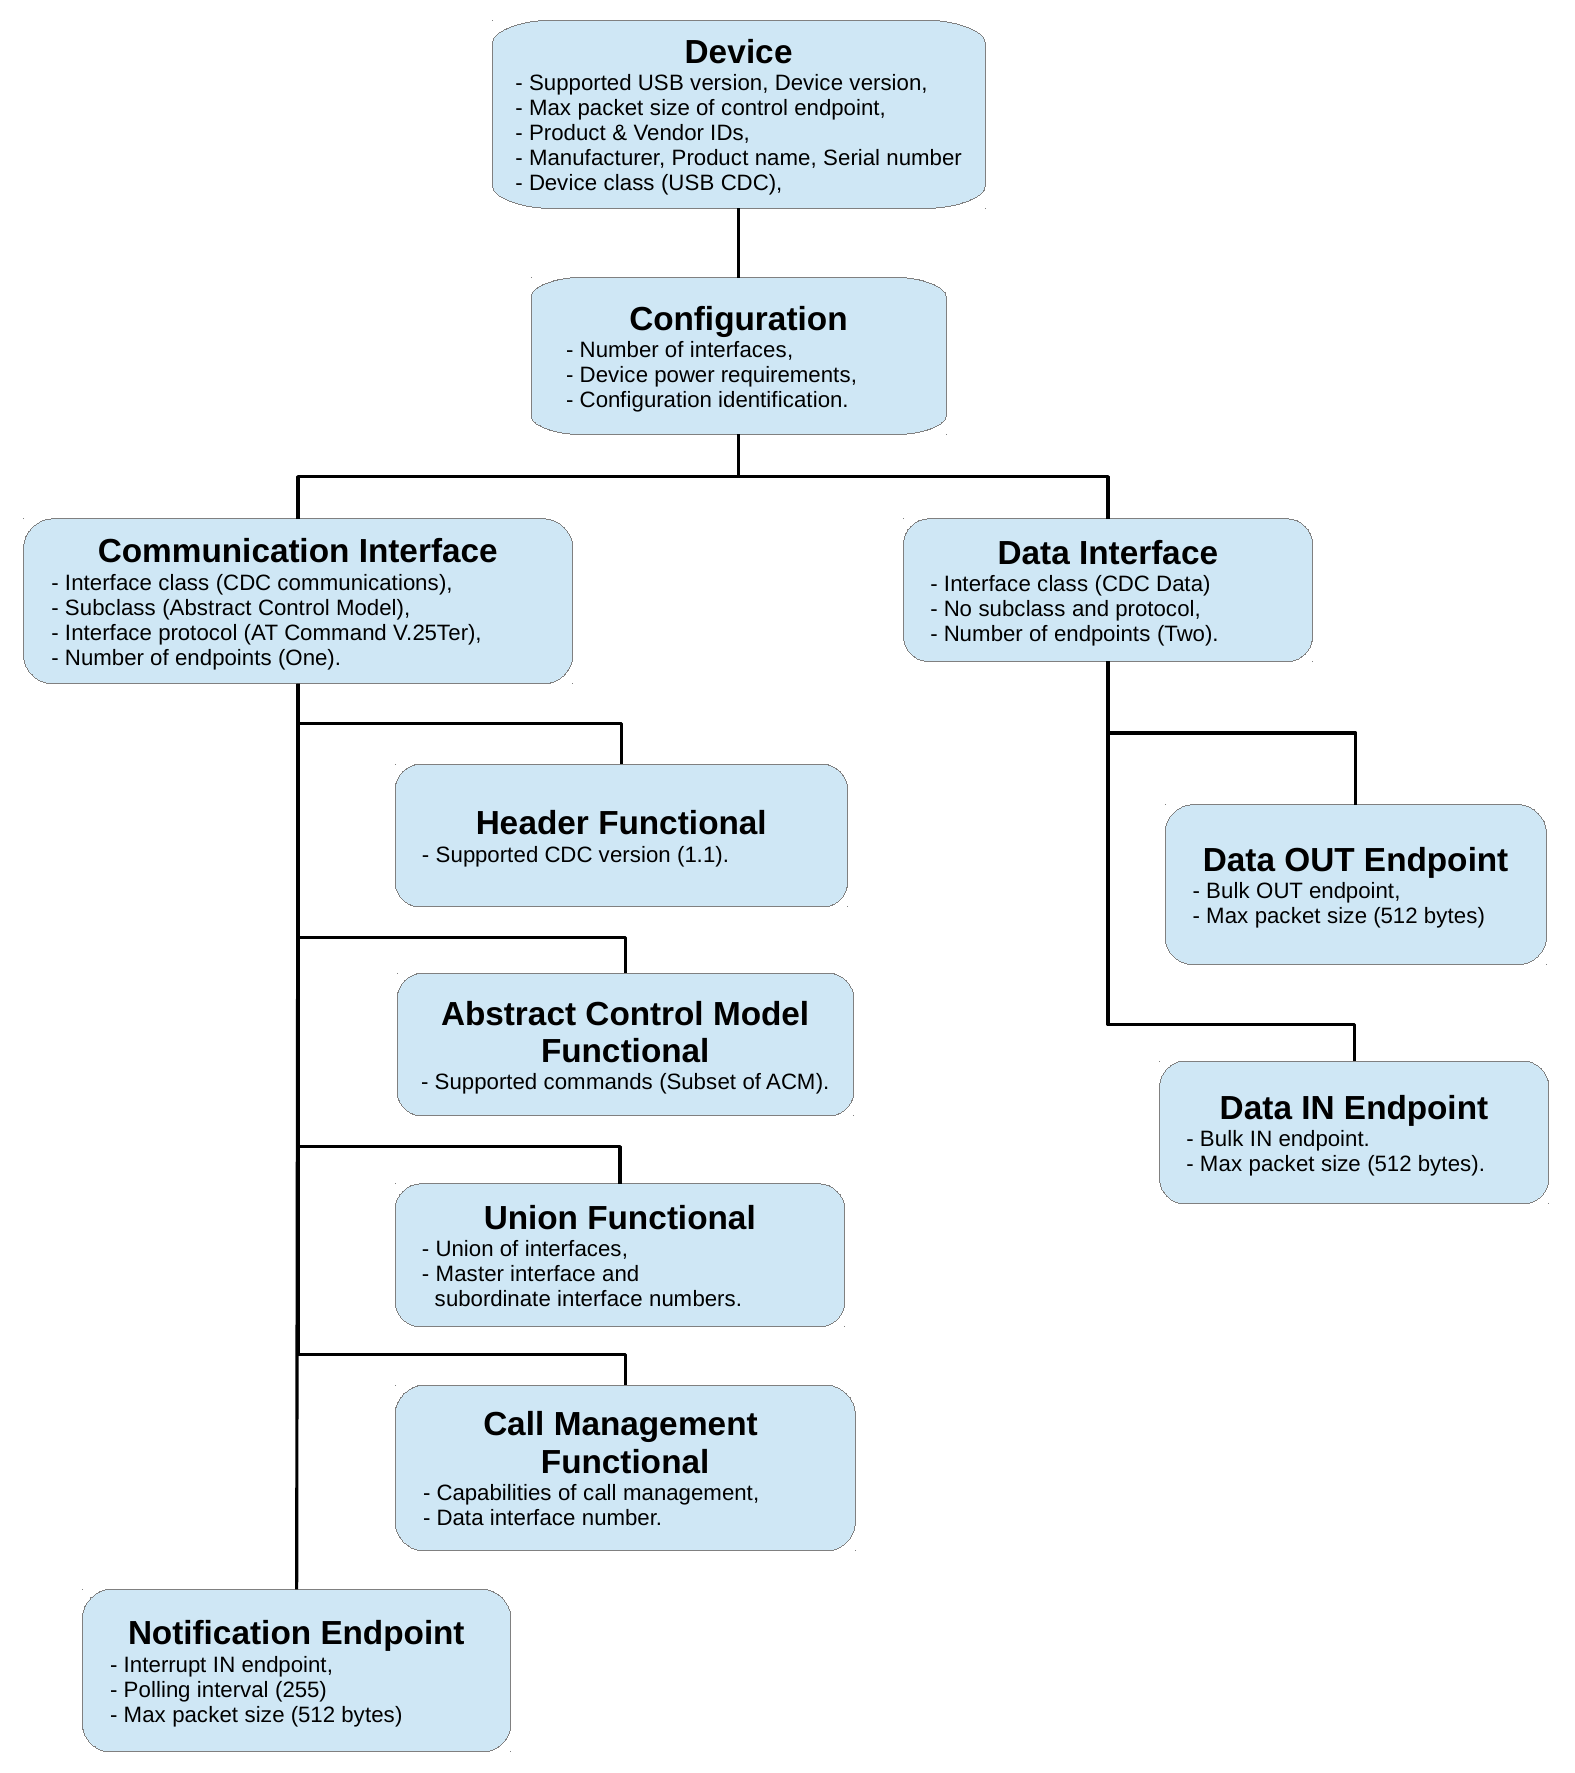 Device
- Supported USB version, Device version,
- Max packet size of control endpoint,
- Product & Vendor IDs,
- Manufacturer, Product name, Serial number
- Device class (USB CDC),
Configuration
- Number of interfaces,
- Device power requirements,
- Configuration identification.
Communication Interface
- Interface class (CDC communications),
- Subclass (Abstract Control Model),
- Interface protocol (AT Command V.25Ter),
- Number of endpoints (One).
Data Interface
- Interface class (CDC Data)
- No subclass and protocol,
- Number of endpoints (Two).
Header Functional
- Supported CDC version (1.1).
Data OUT Endpoint
- Bulk OUT endpoint,
- Max packet size (512 bytes)
Abstract Control Model
Functional
- Supported commands (Subset of ACM).
Data IN Endpoint
- Bulk IN endpoint.
- Max packet size (512 bytes).
Union Functional
- Union of interfaces,
- Master interface and
subordinate interface numbers.
Call Management
Functional
- Capabilities of call management,
- Data interface number.
Notification Endpoint
- Interrupt IN endpoint,
- Polling interval (255)
- Max packet size (512 bytes)